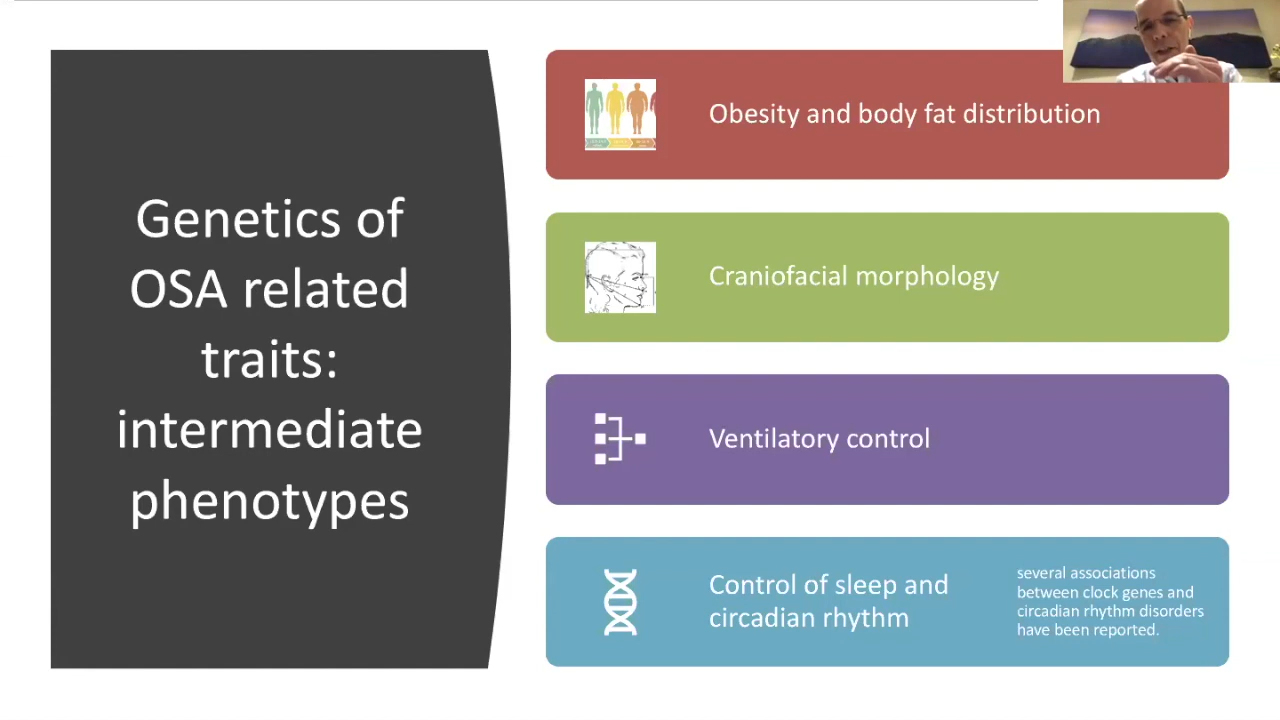 Genetics of
OSA related
traits:
intermediate
phenotypes
Obesity and body fat distribution
Craniofacial morphology
Ventilatory control
Control of sleep and
circadian rhythm
several associations
between clock genes and
circadian rhythm disorders
have been reported.